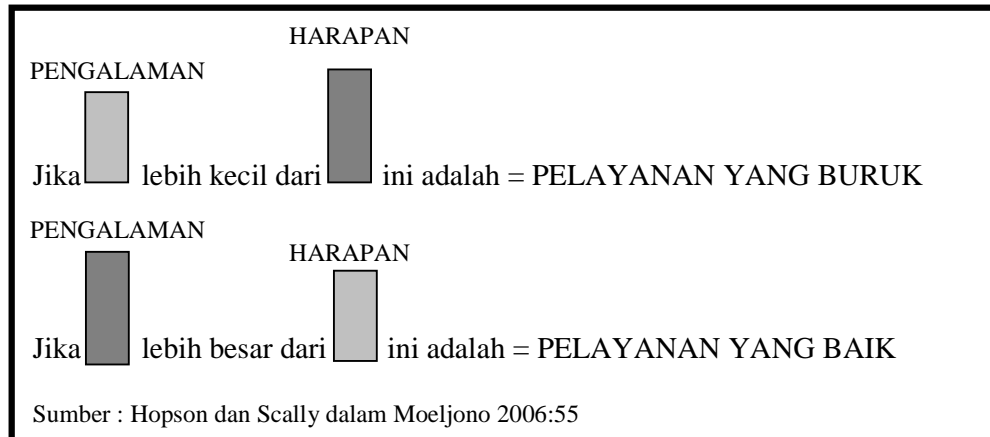 HARAPAN
PENGALAMAN
Jika lebih kecil dari ini adalah = PELAYANAN YANG BURUK
PENGALAMAN
HARAPAN
Jika lebih besar dari ini adalah = PELAYANAN YANG BAIK
Sumber : Hopson dan Scally dalam Moeljono 2006:55